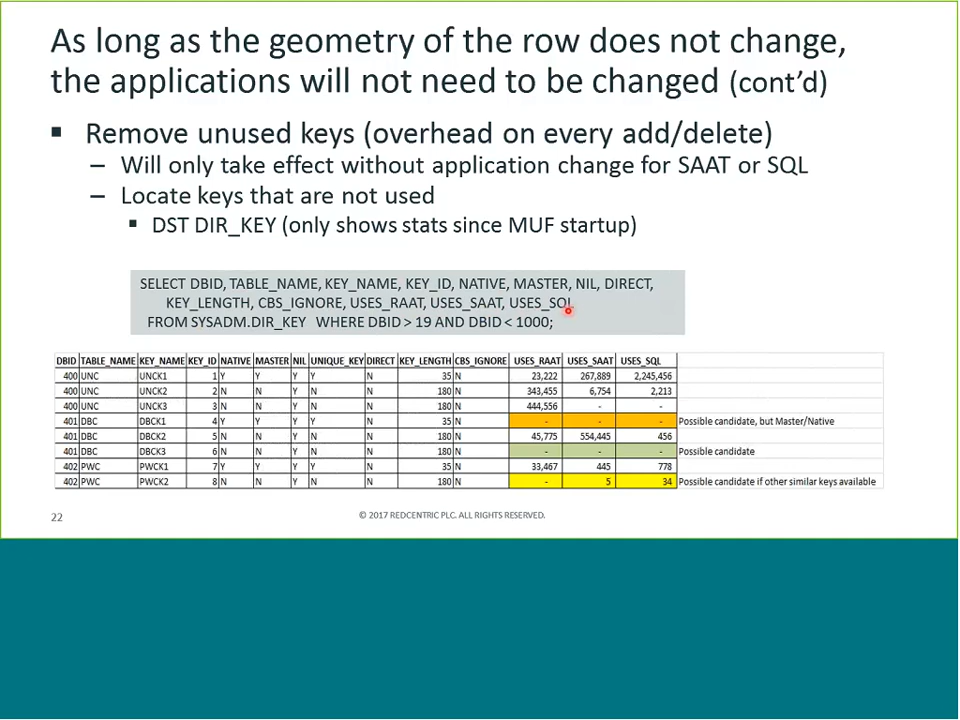 As long as the geometry of the row does not change,
the applications will not need to be changed (cont'd)
▪ Remove unused keys (overhead on every add/delete)
– Will only take effect without application change for SAAT or SQL
– Locate keys that are not used
▪ DST DIR_KEY (only shows stats since MUF startup)
SELECT DBID, TABLE_NAME, KEY_NAME, KEY_ID, NATIVE, MASTER, NIL, DIRECT,
KEY_LENGTH, CBS_IGNORE, USES_RAAT, USES_SAAT, USES_SQL
FROM SYSADM.DIR_KEY WHERE DBID > 19 AND DBID < 1000;
DBID TABLE_NAME KEY_NAME KEY_ID NATIVE MASTER NIL UNIQUE_KEY DIRECT KEY_LENGTH CBS_IGNORE USES_RAAT USES_SAAT USES_SQL
400 UNC UNCK1 1 Y Y Y Y N 35 N 23,222 267,889 2,245,456
400 UNC UNCK2 2 N N Y N N 180 N 343,455 6,754 2,213
400 UNC UNCK3 3 N N Y N N 180 N 444,556 - -
401 DBC DBCK1 4 Y Y Y Y N 35 N - - - Possible candidate, but Master/Native
401 DBC DBCK2 5 N N Y N N 180 N 45,775 554,445 456
401 DBC DBCK3 6 N N Y N N 180 N - - - Possible candidate
402 PWC PWCK1 7 Y Y Y Y N 35 N 33,467 445 778
402 PWC PWCK2 8 N N Y N N 180 N - 5 34 Possible candidate if other similar keys available
22
© 2017 REDCENTRIC PLC. ALL RIGHTS RESERVED.